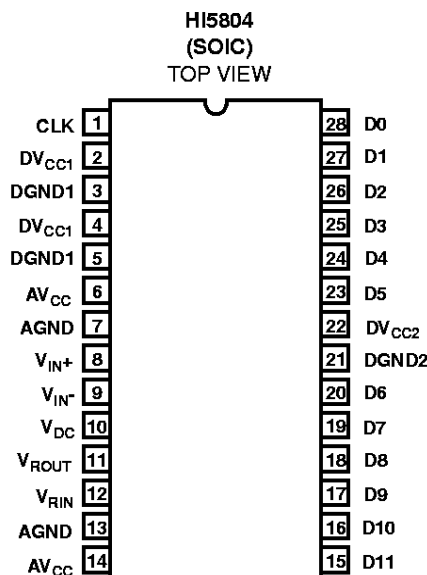 HI5804
(SOIC)
TOP VIEW
CLK 1 28 D0
DVCC1 2 27 D1
DGND1 3 26 D2
DVCC1 4 25 D3
DGND1 5 24 D4
AVCC 6 23 D5
AGND 7 22 DVCC2
VIN+ 8 21 DGND2
VIN- 9 20 D6
VDC 10 19 D7
VROUT 11 18 D8
VRIN 12 17 D9
AGND 13 16 D10
AVCC 14 15 D11